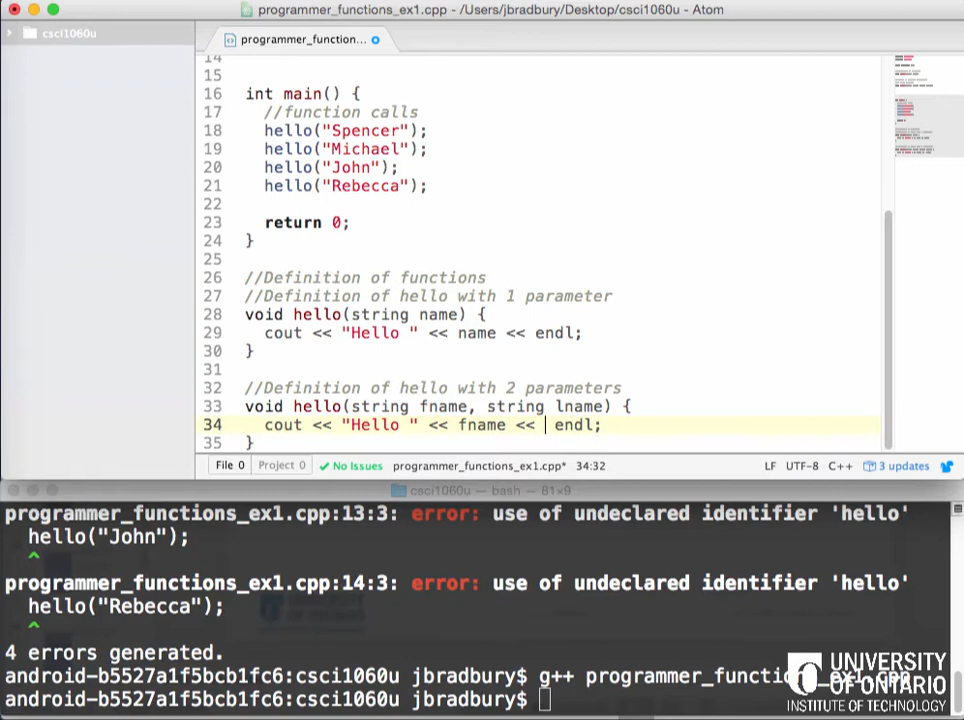 programmer_functions_ex1.cpp - /Users/jbradbury/Desktop/csci1060u - Atom
csci1060u
programmer_function...
14
15
16 int main() {
17 //function calls
18 hello("Spencer");
19 hello("Michael");
20 hello("John");
21 hello("Rebecca");
22
23 return 0;
24 }
25
26 //Definition of functions
27 //Definition of hello with 1 parameter
28 void hello(string name) {
29 cout << "Hello " << name << endl;
30 }
31
32 //Definition of hello with 2 parameters
33 void hello(string fname, string lname) {
34 cout << "Hello " << fname << endl;
35 }
File 0 Project 0 No Issues programmer_functions_ex1.cpp* 34:32 LF UTF-8 C++ 3 updates
csci1060u — bash — 81×9
programmer_functions_ex1.cpp:13:3: error: use of undeclared identifier 'hello'
hello("John");
^
programmer_functions_ex1.cpp:14:3: error: use of undeclared identifier 'hello'
hello("Rebecca");
^
4 errors generated.
android-b5527a1f5bcb1fc6:csci1060u jbradbury$ g++ programmer_functions_ex1.cpp
android-b5527a1f5bcb1fc6:csci1060u jbradbury$
UNIVERSITY
OF ONTARIO
INSTITUTE OF TECHNOLOGY